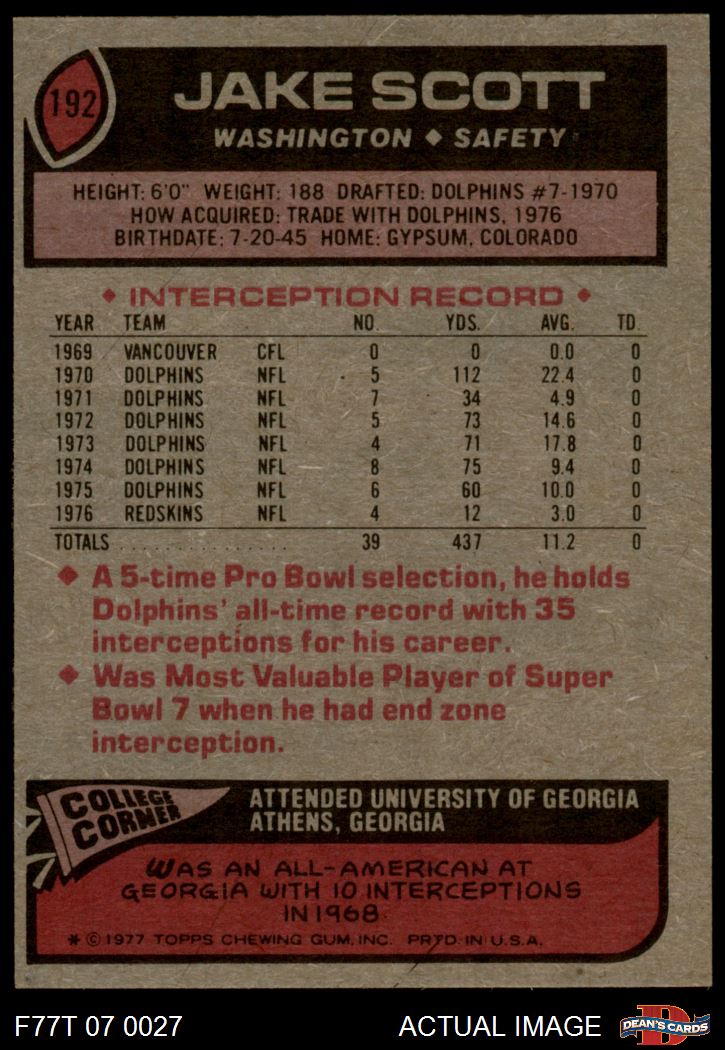 192
JAKE SCOTT
WASHINGTON ◆ SAFETY
HEIGHT: 6'0" WEIGHT: 188 DRAFTED: DOLPHINS #7-1970
HOW ACQUIRED: TRADE WITH DOLPHINS, 1976
BIRTHDATE: 7-20-45 HOME: GYPSUM, COLORADO
◆ INTERCEPTION RECORD ◆
YEAR TEAM NO. YDS. AVG. TD.
1969 VANCOUVER CFL 0 0 0.0 0
1970 DOLPHINS NFL 5 112 22.4 0
1971 DOLPHINS NFL 7 34 4.9 0
1972 DOLPHINS NFL 5 73 14.6 0
1973 DOLPHINS NFL 4 71 17.8 0
1974 DOLPHINS NFL 8 75 9.4 0
1975 DOLPHINS NFL 6 60 10.0 0
1976 REDSKINS NFL 4 12 3.0 0
TOTALS . . . . . . . . . . . . . . . . 39 437 11.2 0
◆ A 5-time Pro Bowl selection, he holds
Dolphins' all-time record with 35
interceptions for his career.
◆ Was Most Valuable Player of Super
Bowl 7 when he had end zone
interception.
COLLEGE
CORNER
ATTENDED UNIVERSITY OF GEORGIA
ATHENS, GEORGIA
WAS AN ALL-AMERICAN AT
GEORGIA WITH 10 INTERCEPTIONS
IN 1968.
* © 1977 TOPPS CHEWING GUM, INC. PRTD. IN U.S.A.
F77T 07 0027
ACTUAL IMAGE
D
DEAN'S CARDS